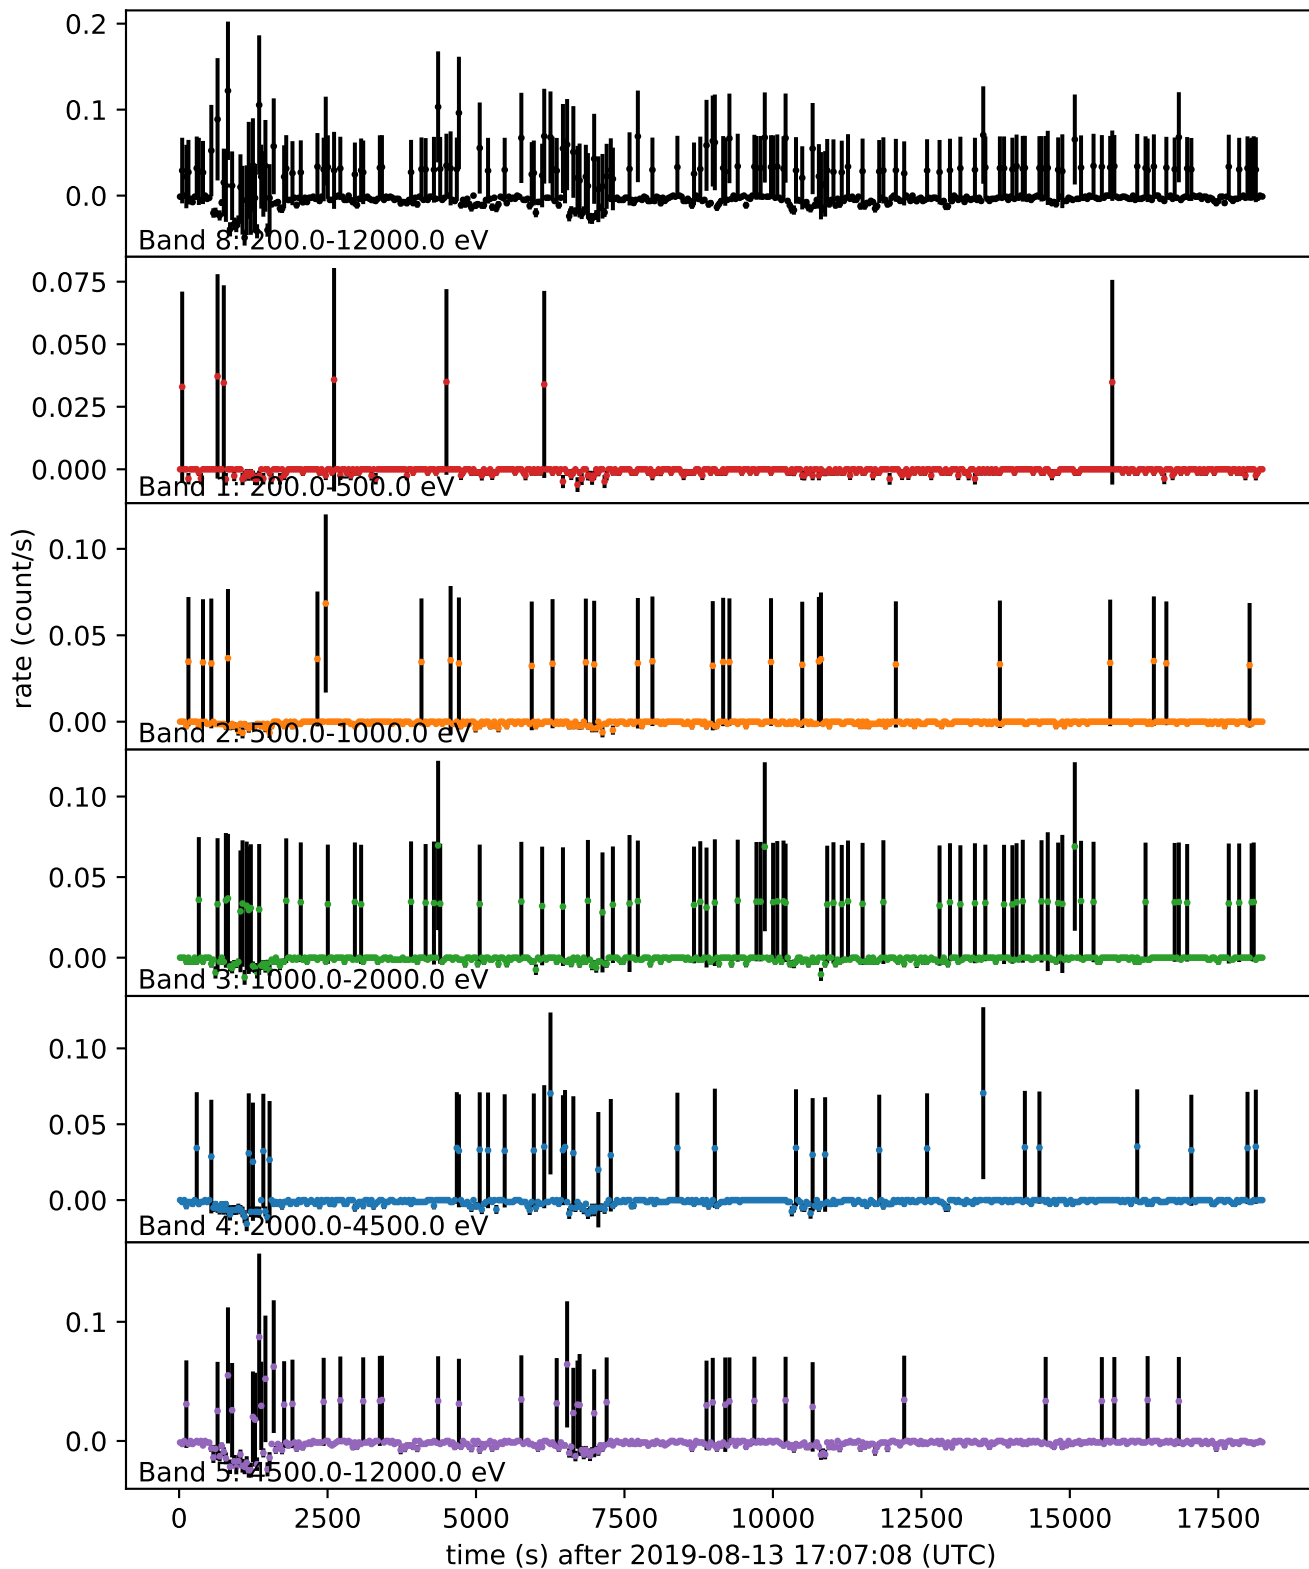 0.2
0.1
0.0
Band 8: 200.0-12000.0 eV
0.075
0.050
0.025
0.000
Band 1: 200.0-500.0 eV
0.10
0.05
0.00
Band 2: 500.0-1000.0 eV
rate (count/s)
0.10
0.05
0.00
Band 3: 1000.0-2000.0 eV
0.10
0.05
0.00
Band 4: 2000.0-4500.0 eV
0.1
0.0
Band 5: 4500.0-12000.0 eV
0 2500 5000 7500 10000 12500 15000 17500
time (s) after 2019-08-13 17:07:08 (UTC)